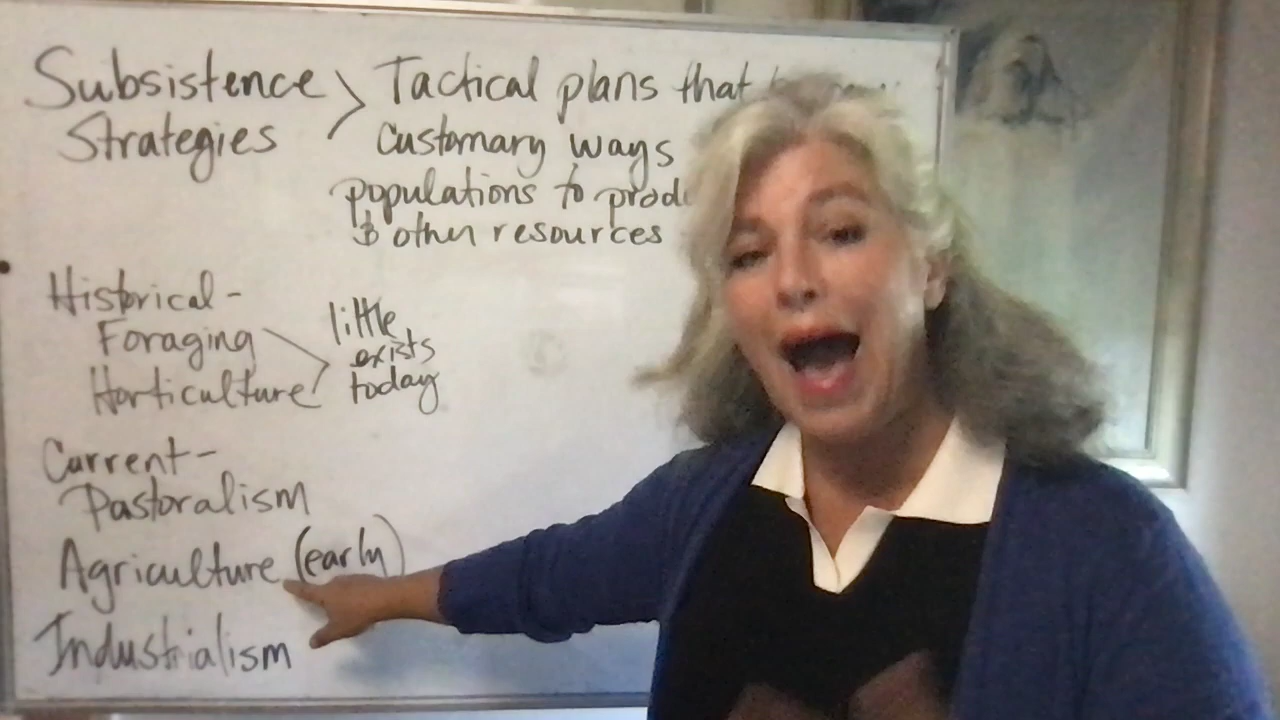 Subsistence Strategies > Tactical plans that
customary ways
populations to
& other resources
Historical -
Foraging
Horticulture
little
exists
today
Current -
Pastoralism
Agriculture (early)
Industrialism